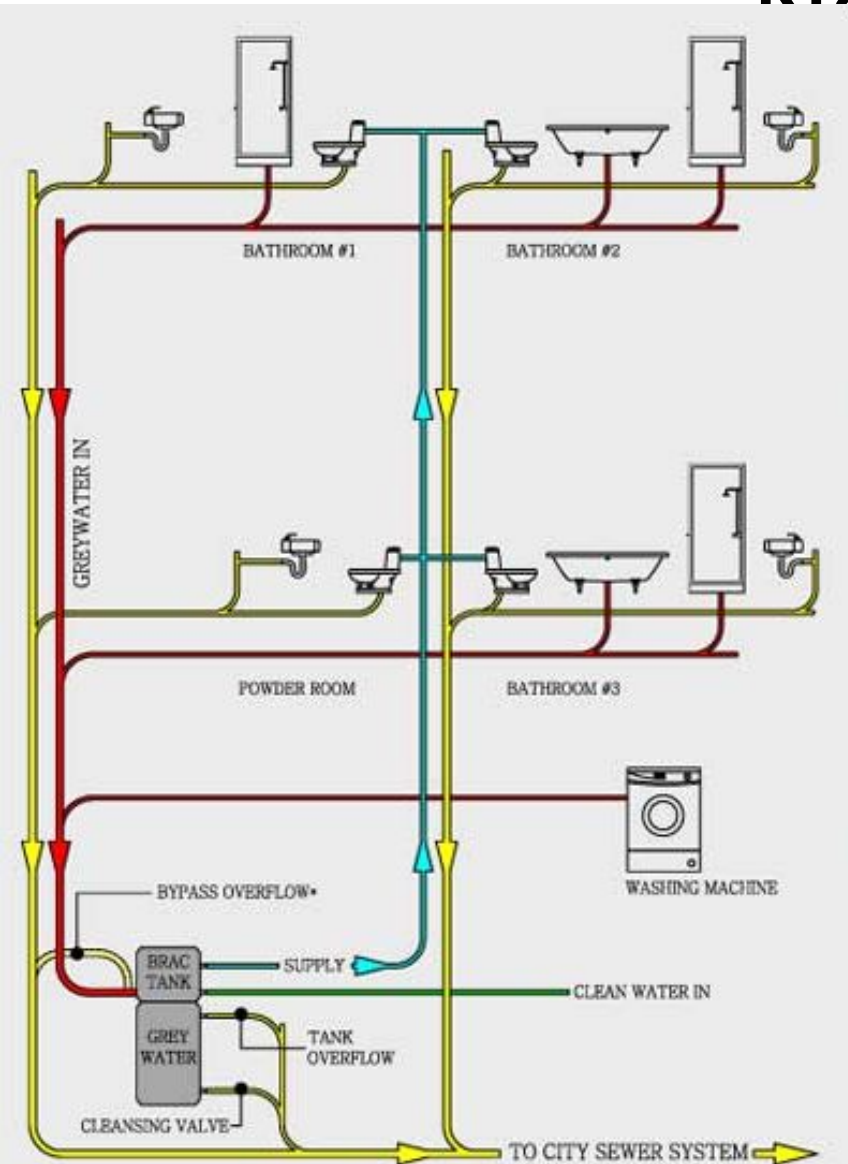 BATHROOM #1
BATHROOM #2
GREYWATER IN
POWDER ROOM
BATHROOM #3
WASHING MACHINE
BYPASS OVERFLOW*
BRAC
TANK
SUPPLY
CLEAN WATER IN
GREY
WATER
TANK
OVERFLOW
CLEANSING VALVE
TO CITY SEWER SYSTEM